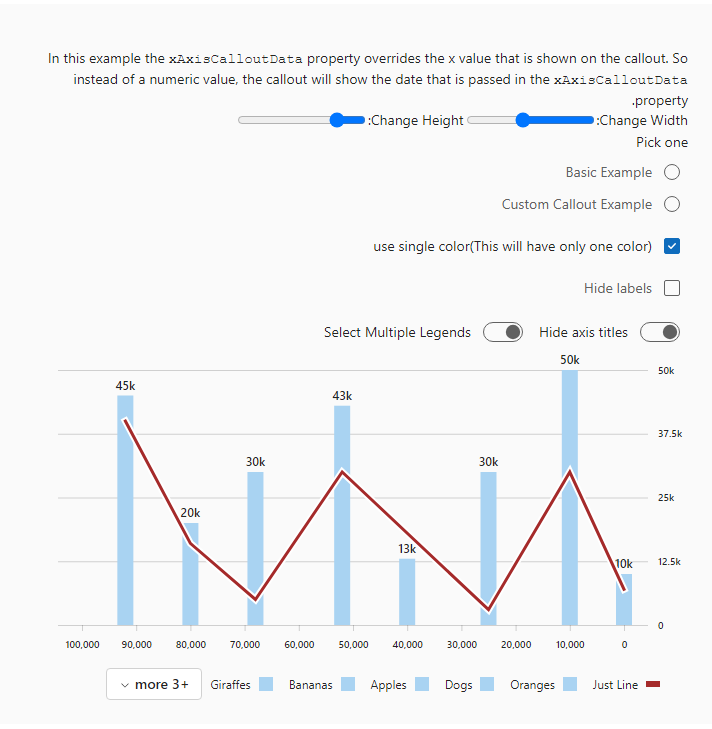 In this example the xAxisCalloutData property overrides the x value that is shown on the callout. So
instead of a numeric value, the callout will show the date that is passed in the xAxisCalloutData
.property
:Change Width
:Change Height
Pick one
Basic Example
Custom Callout Example
use single color(This will have only one color)
Hide labels
Hide axis titles
Select Multiple Legends
50k
45k
43k
30k
30k
20k
13k
10k
50k
37.5k
25k
12.5k
0
100,000 90,000 80,000 70,000 60,000 50,000 40,000 30,000 20,000 10,000 0
Just Line
Oranges
Dogs
Apples
Bananas
Giraffes
more 3+